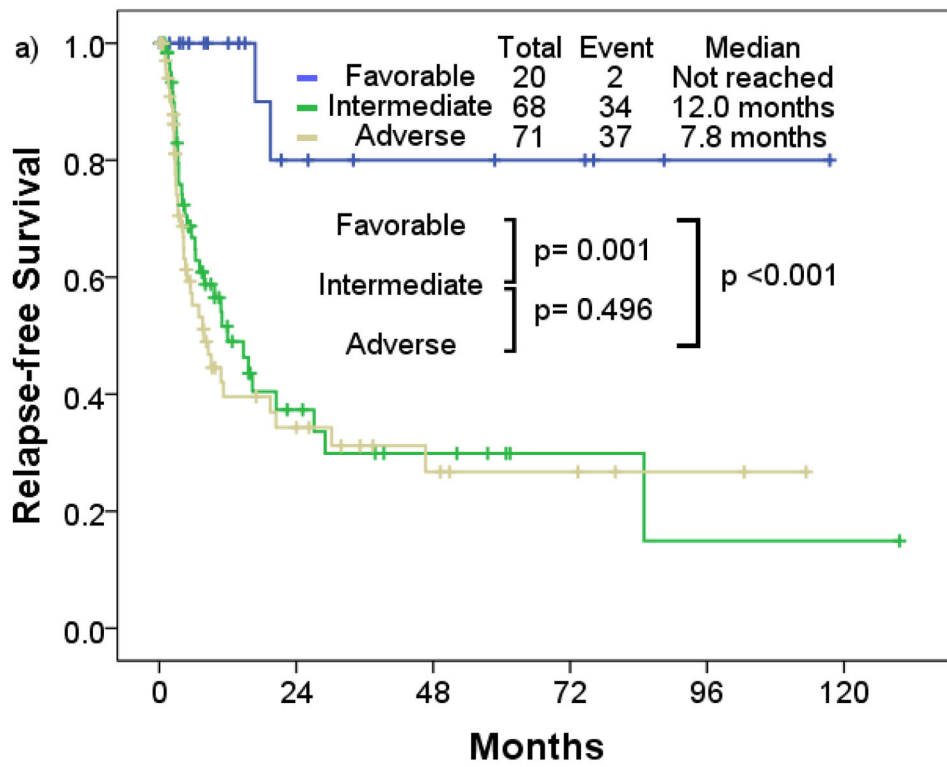 a)
Total Event Median
Favorable 20 2 Not reached
Intermediate 68 34 12.0 months
Adverse 71 37 7.8 months
Favorable
p= 0.001
Intermediate
p <0.001
p= 0.496
Adverse
Relapse-free Survival
1.0
0.8
0.6
0.4
0.2
0.0
0 24 48 72 96 120
Months